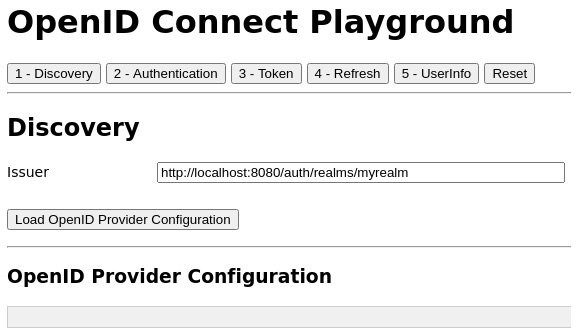 OpenID Connect Playground
1 - Discovery 2 - Authentication 3 - Token 4 - Refresh 5 - UserInfo Reset
Discovery
Issuer http://localhost:8080/auth/realms/myrealm
Load OpenID Provider Configuration
OpenID Provider Configuration